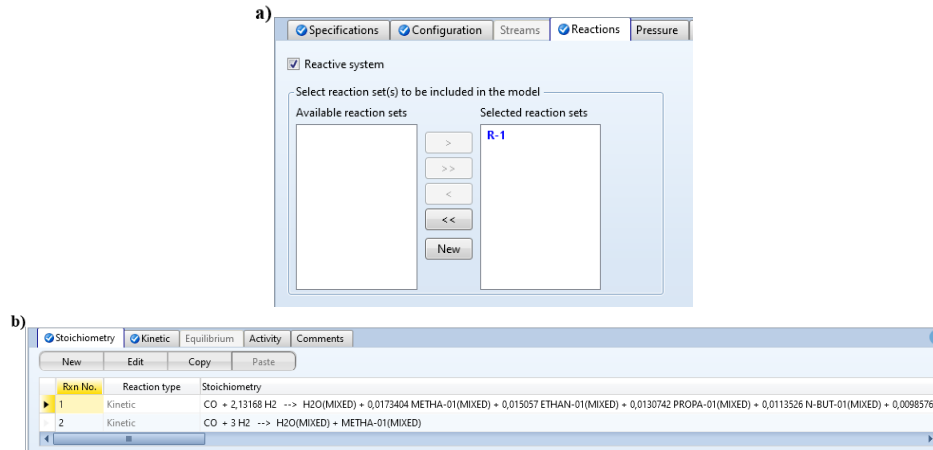 a)
Specifications Configuration Streams Reactions Pressure
Reactive system
Select reaction set(s) to be included in the model
Available reaction sets Selected reaction sets
R-1
>
>>
<
<<
New
b)
Stoichiometry Kinetic Equilibrium Activity Comments
New Edit Copy Paste
Rxn No. Reaction type Stoichiometry
1 Kinetic CO + 2,13168 H2 --> H2O(MIXED) + 0,0173404 METHA-01(MIXED) + 0,015057 ETHAN-01(MIXED) + 0,0130742 PROPA-01(MIXED) + 0,0113526 N-BUT-01(MIXED) + 0,0098576
2 Kinetic CO + 3 H2 --> H2O(MIXED) + METHA-01(MIXED)